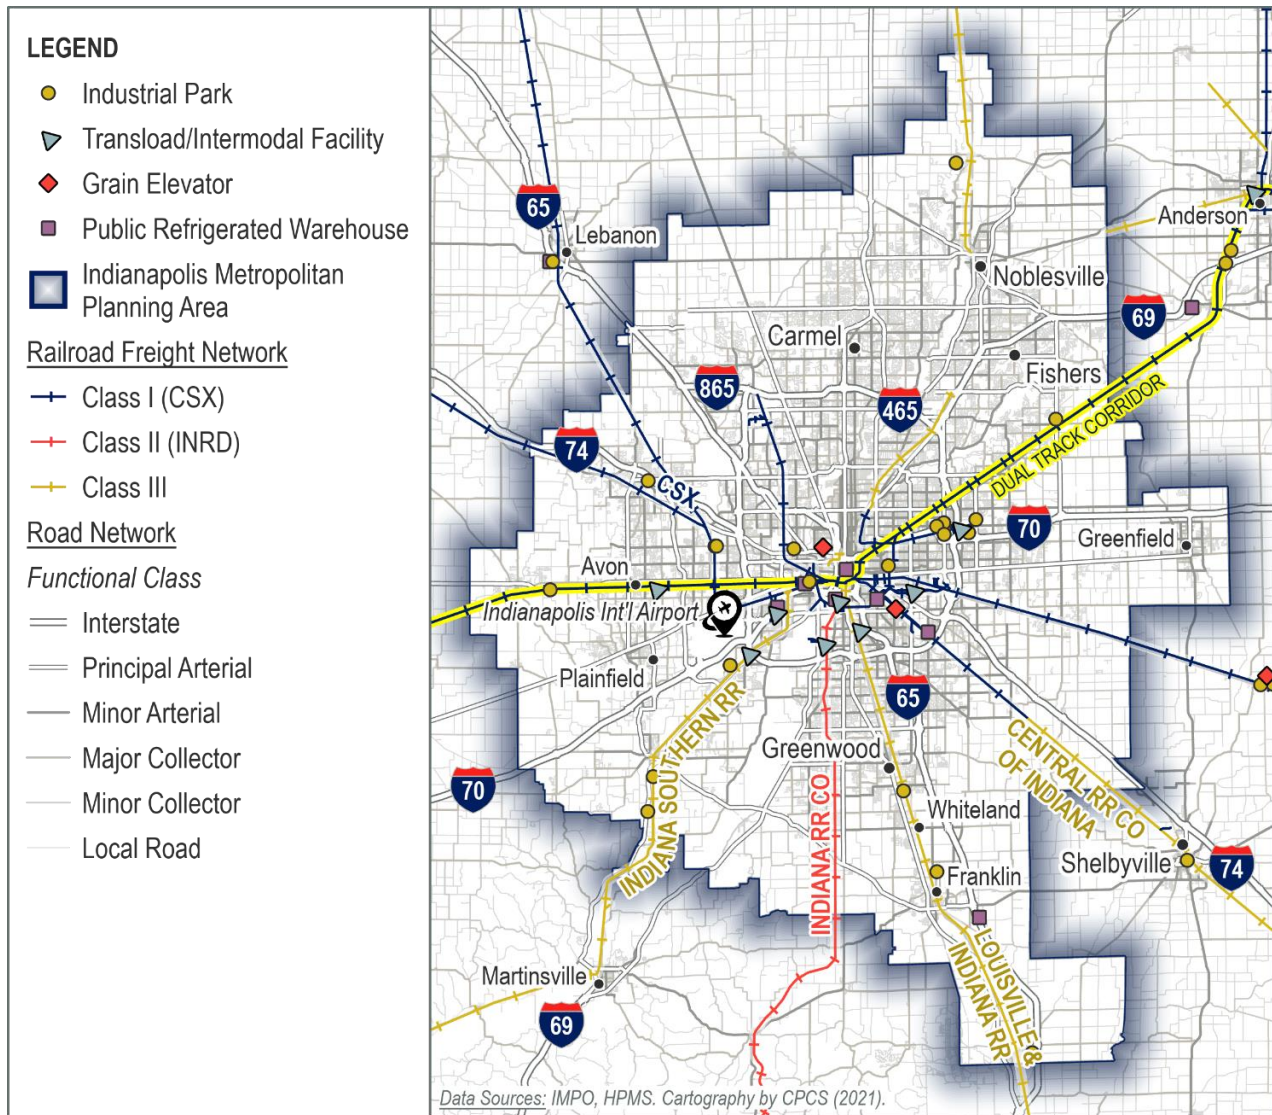 LEGEND
Industrial Park
Transload/Intermodal Facility
Grain Elevator
Public Refrigerated Warehouse
Indianapolis Metropolitan
Planning Area
Railroad Freight Network
Class I (CSX)
Class II (INRD)
Class III
Road Network
Functional Class
Interstate
Principal Arterial
Minor Arterial
Major Collector
Minor Collector
Local Road
65
Lebanon
Anderson
Noblesville
69
Carmel
Fishers
865
465
74
DUAL TRACK CORRIDOR
CSX
70
Greenfield
Avon
Indianapolis Int'l Airport
Plainfield
65
INDIANA SOUTHERN RR
CENTRAL RR CO
OF INDIANA
Greenwood
70
Whiteland
INDIANA RR CO
Shelbyville
74
Franklin
LOUISVILLE &
INDIANA RR
Martinsville
69
Data Sources: IMPO, HPMS. Cartography by CPCS (2021).